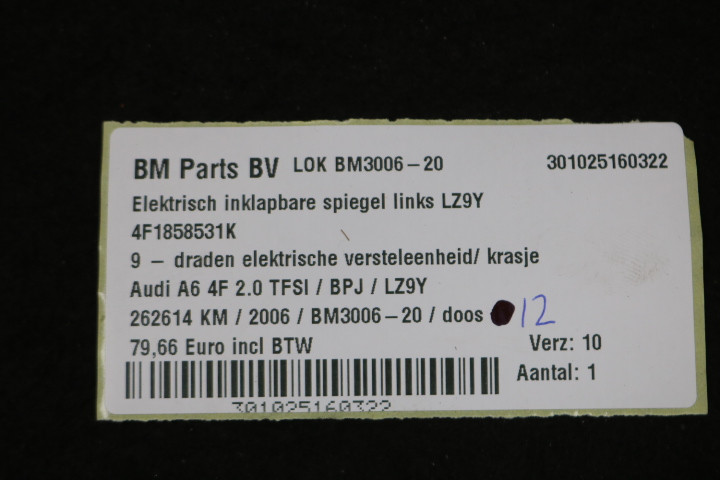 BM Parts BV LOK BM3006-20 301025160322
Elektrisch inklapbare spiegel links LZ9Y
4F1858531K
9 - draden elektrische versteleenheid/ krasje
Audi A6 4F 2.0 TFSI / BPJ / LZ9Y
262614 KM / 2006 / BM3006-20 / doos 12
79,66 Euro incl BTW Verz: 10
Aantal: 1
301025160322